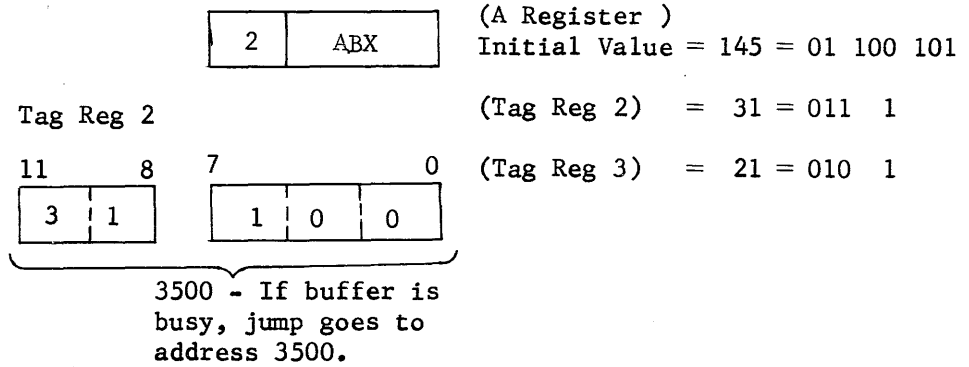 (A Register )
2 ABX
Initial Value = 145 = 01 100 101
Tag Reg 2
(Tag Reg 2) = 31 = 011 1
11 8 7 0
(Tag Reg 3) = 21 = 010 1
3 1 1 0 0
3500 - If buffer is
busy, jump goes to
address 3500.